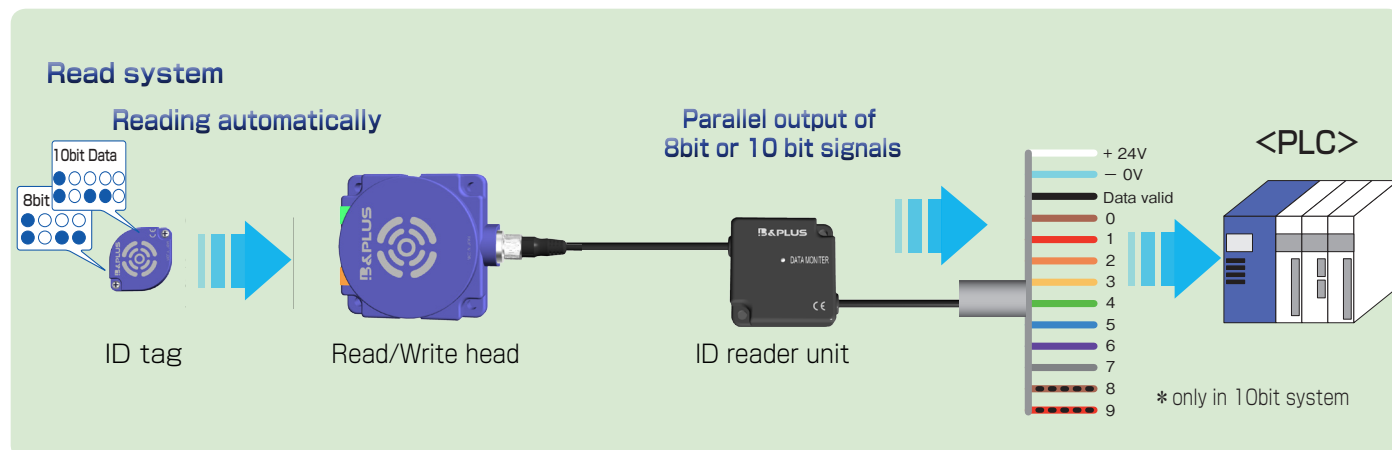 Read system
Reading automatically
10bit Data
8bit
B&PLUS
ID tag
B&PLUS
Read/Write head
B&PLUS
DATA MONITER
CE
ID reader unit
Parallel output of
8bit or 10 bit signals
+ 24V
− 0V
Data valid
0
1
2
3
4
5
6
7
8
9
* only in 10bit system
<PLC>